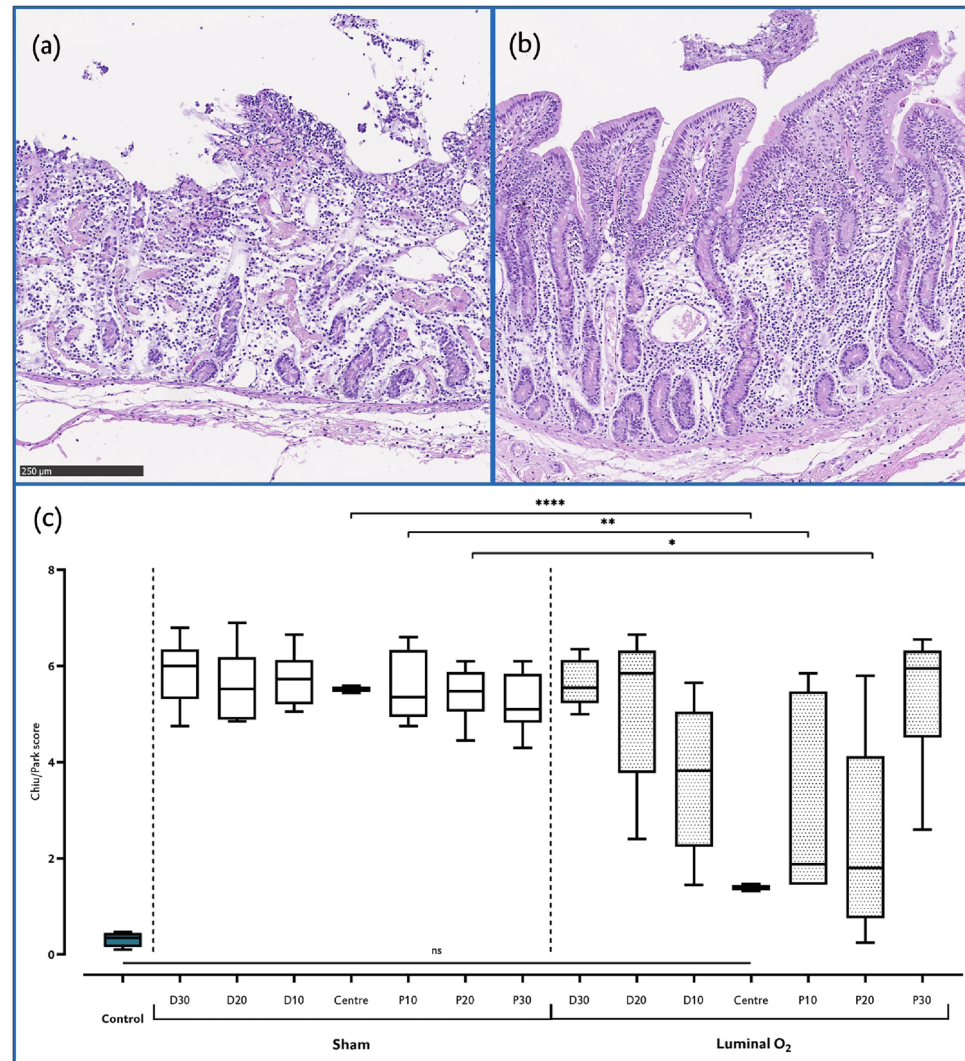 (a)
(b)
250 µm
(c)
****
**
*
8
6
4
2
0
Chiu/Park score
ns
D30 D20 D10 Centre P10 P20 P30 D30 D20 D10 Centre P10 P20 P30
Control
Sham Luminal O₂